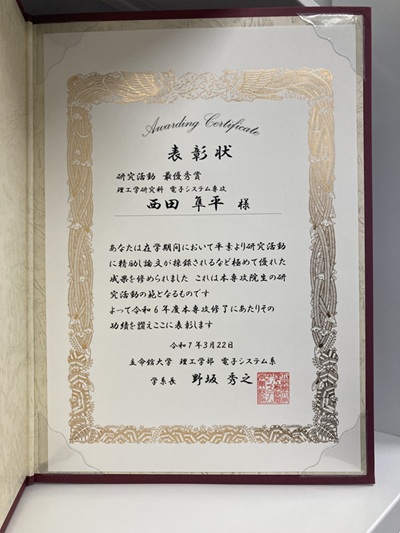 Awarding Certificate
表彰状
研究活動 最優秀賞
理工学研究科 電子システム専攻
西田 隼平 様
あなたは在学期間において平素より研究活動
に精励し論文が採録されるなど極めて優れた
成果を修められました これは本専攻院生の研
究活動の範となるものです
よって令和6年度本専攻修了にあたりその
功績を讃えここに表彰します
令和7年3月22日
立命館大学 理工学部 電子システム系
学系長 野坂 秀之